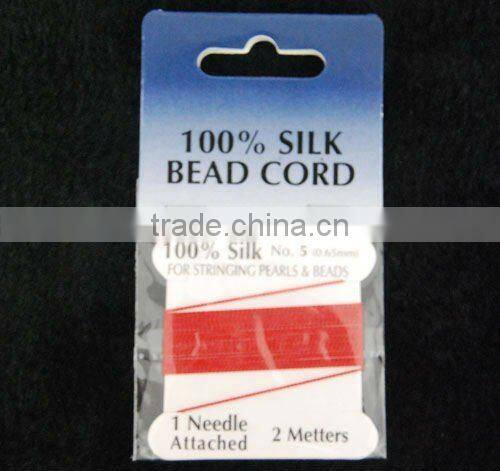 100% SILK
BEAD CORD
trade.china.cn
100% Silk No. 5 (0.65mm)
FOR STRINGING PEARLS & BEADS
1 Needle
Attached 2 Metters